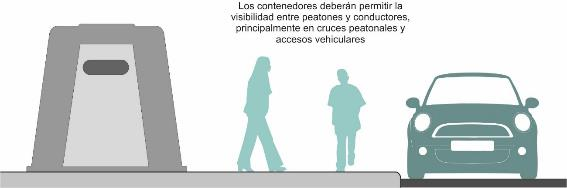 Los contenedores deberán permitir la
visibilidad entre peatones y conductores,
principalmente en cruces peatonales y
accesos vehiculares